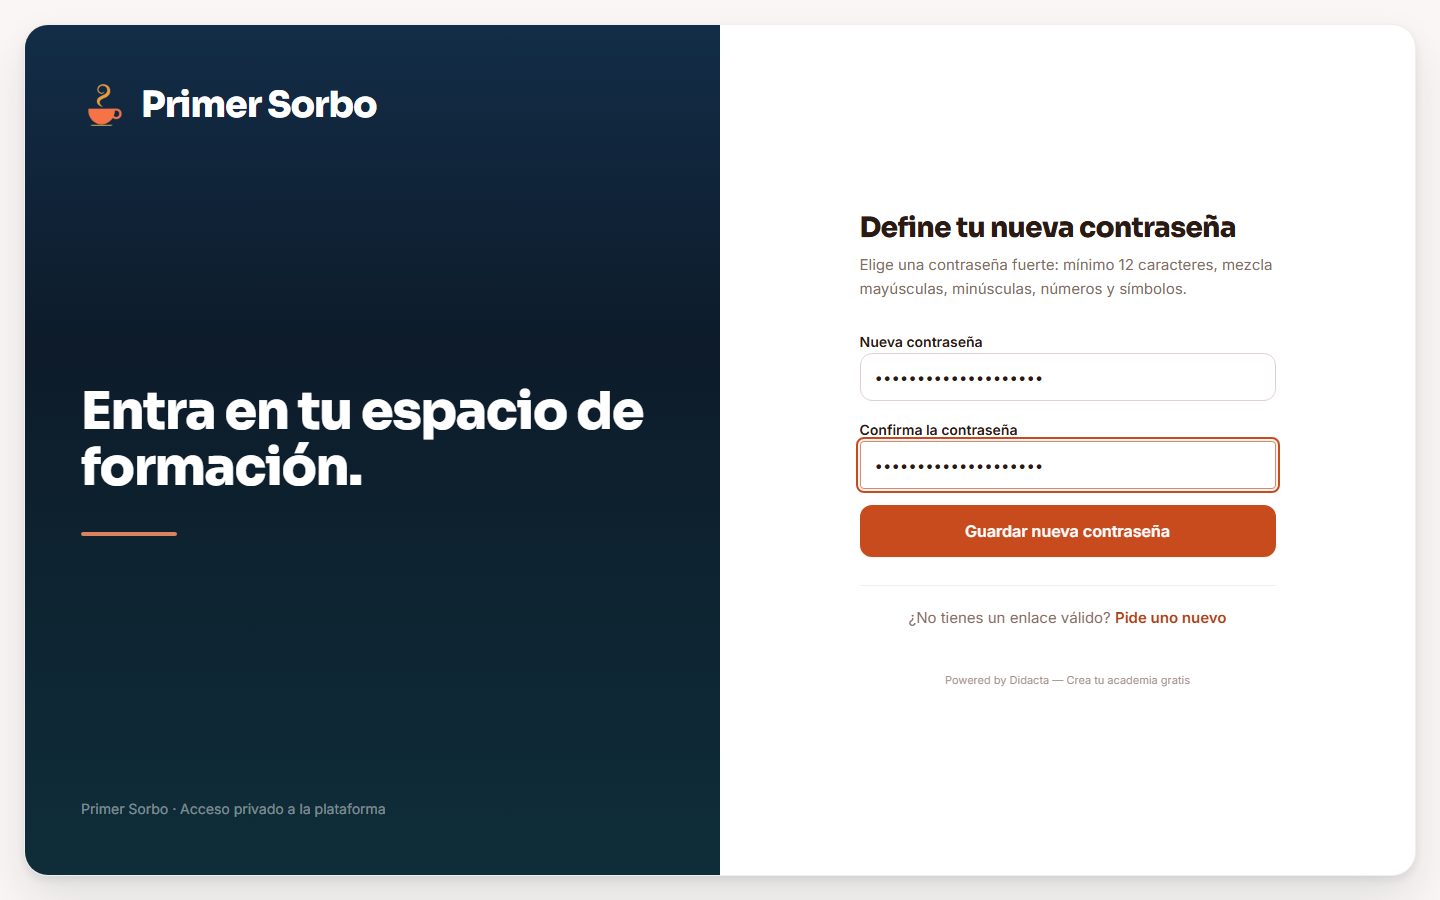 Primer Sorbo
Entra en tu espacio de
formación.
Primer Sorbo · Acceso privado a la plataforma
Define tu nueva contraseña
Elige una contraseña fuerte: mínimo 12 caracteres, mezcla
mayúsculas, minúsculas, números y símbolos.
Nueva contraseña
••••••••••••••••••••
Confirma la contraseña
••••••••••••••••••••
Guardar nueva contraseña
¿No tienes un enlace válido? Pide uno nuevo
Powered by Didacta — Crea tu academia gratis